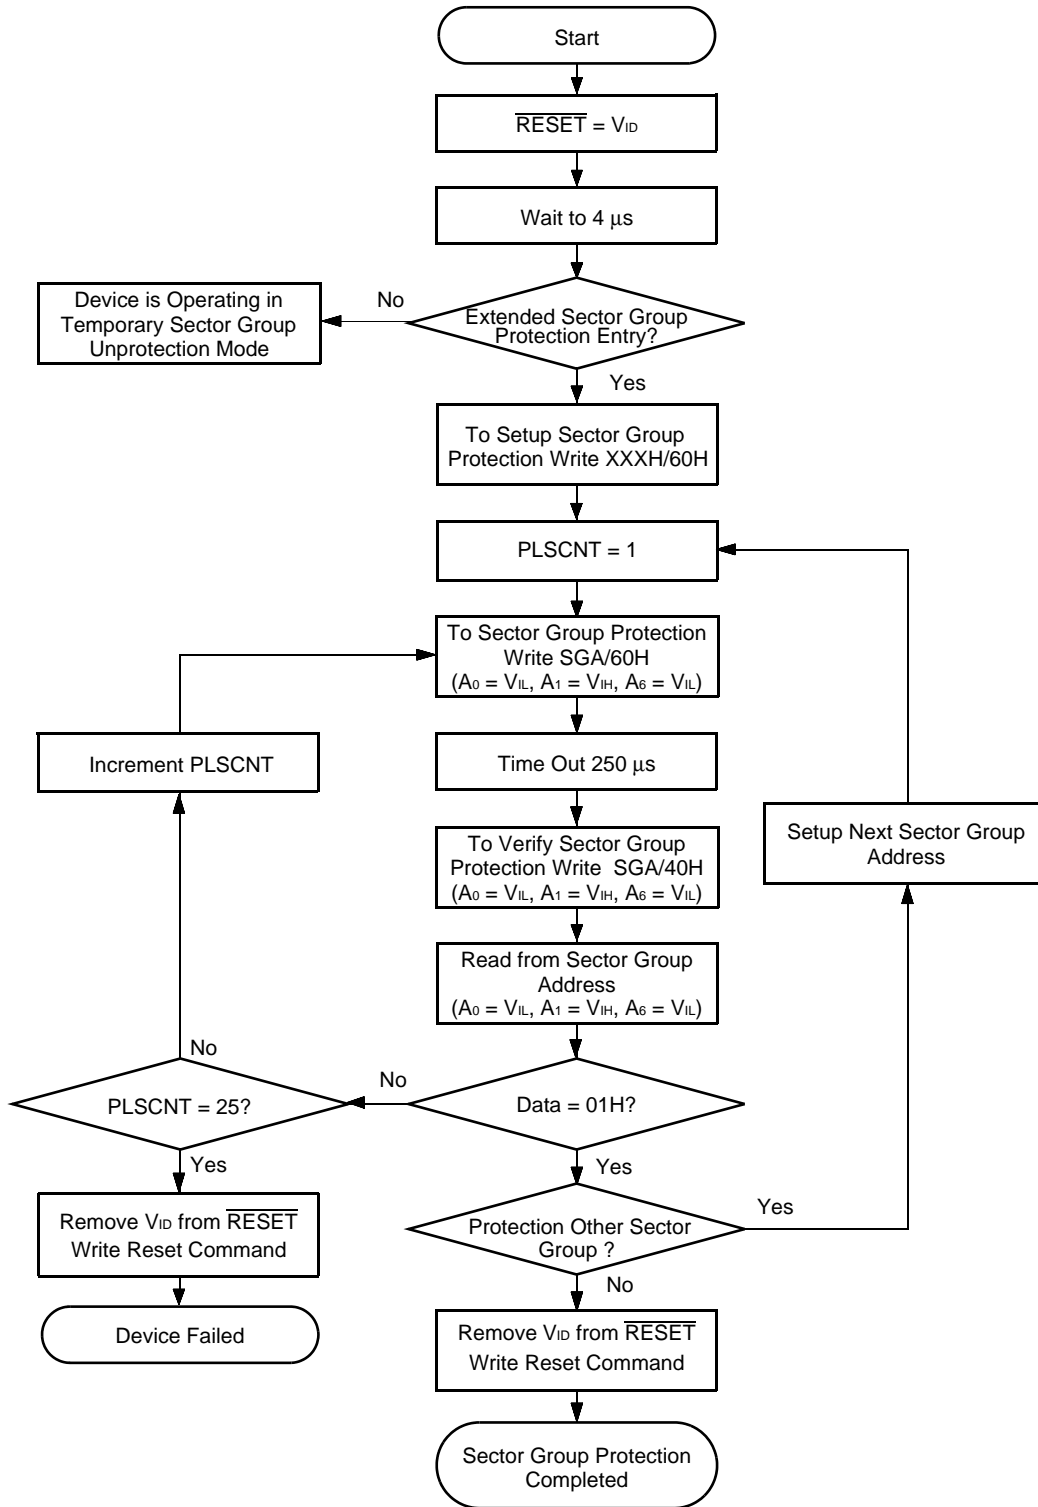 Start
RESET = VID
Wait to 4 μs
No
Device is Operating in
Temporary Sector Group
Unprotection Mode
Extended Sector Group
Protection Entry?
Yes
To Setup Sector Group
Protection Write XXXH/60H
PLSCNT = 1
To Sector Group Protection
Write SGA/60H
(A0 = VIL, A1 = VIH, A6 = VIL)
Increment PLSCNT
Time Out 250 μs
Setup Next Sector Group
Address
To Verify Sector Group
Protection Write SGA/40H
(A0 = VIL, A1 = VIH, A6 = VIL)
Read from Sector Group
Address
(A0 = VIL, A1 = VIH, A6 = VIL)
No
No
PLSCNT = 25?
Data = 01H?
Yes
Yes
Yes
Remove VID from RESET
Write Reset Command
Protection Other Sector
Group ?
No
Device Failed
Remove VID from RESET
Write Reset Command
Sector Group Protection
Completed